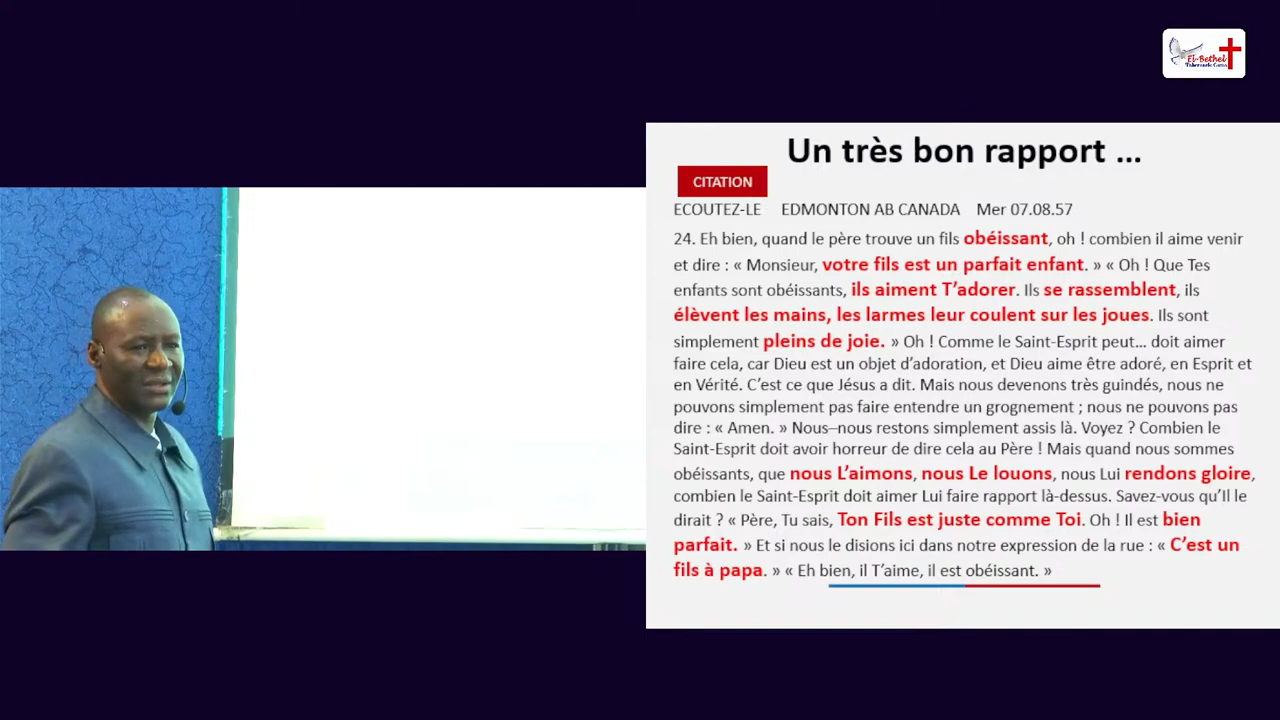 El-Bethel
Un très bon rapport ...
CITATION
ECOUTEZ-LE EDMONTON AB CANADA Mer 07.08.57
24. Eh bien, quand le père trouve un fils obéissant, oh ! combien il aime venir
et dire : « Monsieur, votre fils est un parfait enfant. » « Oh ! Que Tes
enfants sont obéissants, ils aiment T’adorer. Ils se rassemblent, ils
élèvent les mains, les larmes leur coulent sur les joues. Ils sont
simplement pleins de joie. » Oh ! Comme le Saint-Esprit peut… doit aimer
faire cela, car Dieu est un objet d’adoration, et Dieu aime être adoré, en Esprit et
en Vérité. C’est ce que Jésus a dit. Mais nous devenons très guindés, nous ne
pouvons simplement pas faire entendre un grognement ; nous ne pouvons pas
dire : « Amen. » Nous–nous restons simplement assis là. Voyez ? Combien le
Saint-Esprit doit avoir horreur de dire cela au Père ! Mais quand nous sommes
obéissants, que nous L’aimons, nous Le louons, nous Lui rendons gloire,
combien le Saint-Esprit doit aimer Lui faire rapport là-dessus. Savez-vous qu’Il le
dirait ? « Père, Tu sais, Ton Fils est juste comme Toi. Oh ! Il est bien
parfait. » Et si nous le disions ici dans notre expression de la rue : « C’est un
fils à papa. » « Eh bien, il T’aime, il est obéissant. »